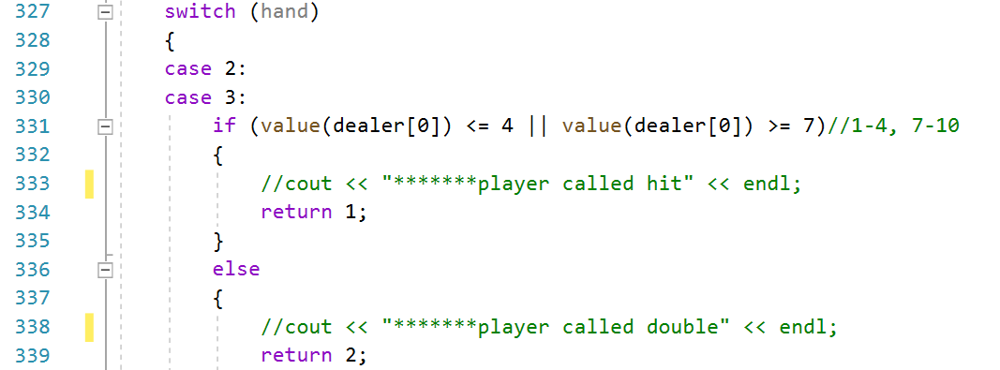 327 switch (hand)
328 {
329 case 2:
330 case 3:
331 if (value(dealer[0]) <= 4 || value(dealer[0]) >= 7)//1-4, 7-10
332 {
333 //cout << "*******player called hit" << endl;
334 return 1;
335 }
336 else
337 {
338 //cout << "*******player called double" << endl;
339 return 2;